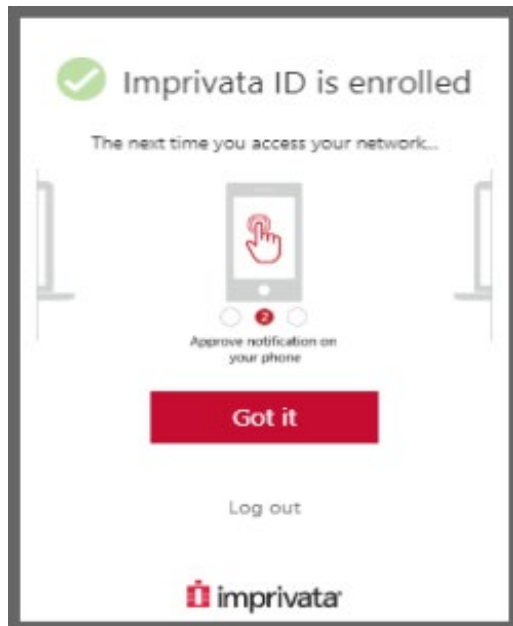 Imprivata ID is enrolled
The next time you access your network...
2
Approve notification on
your phone
Got it
Log out
imprivata